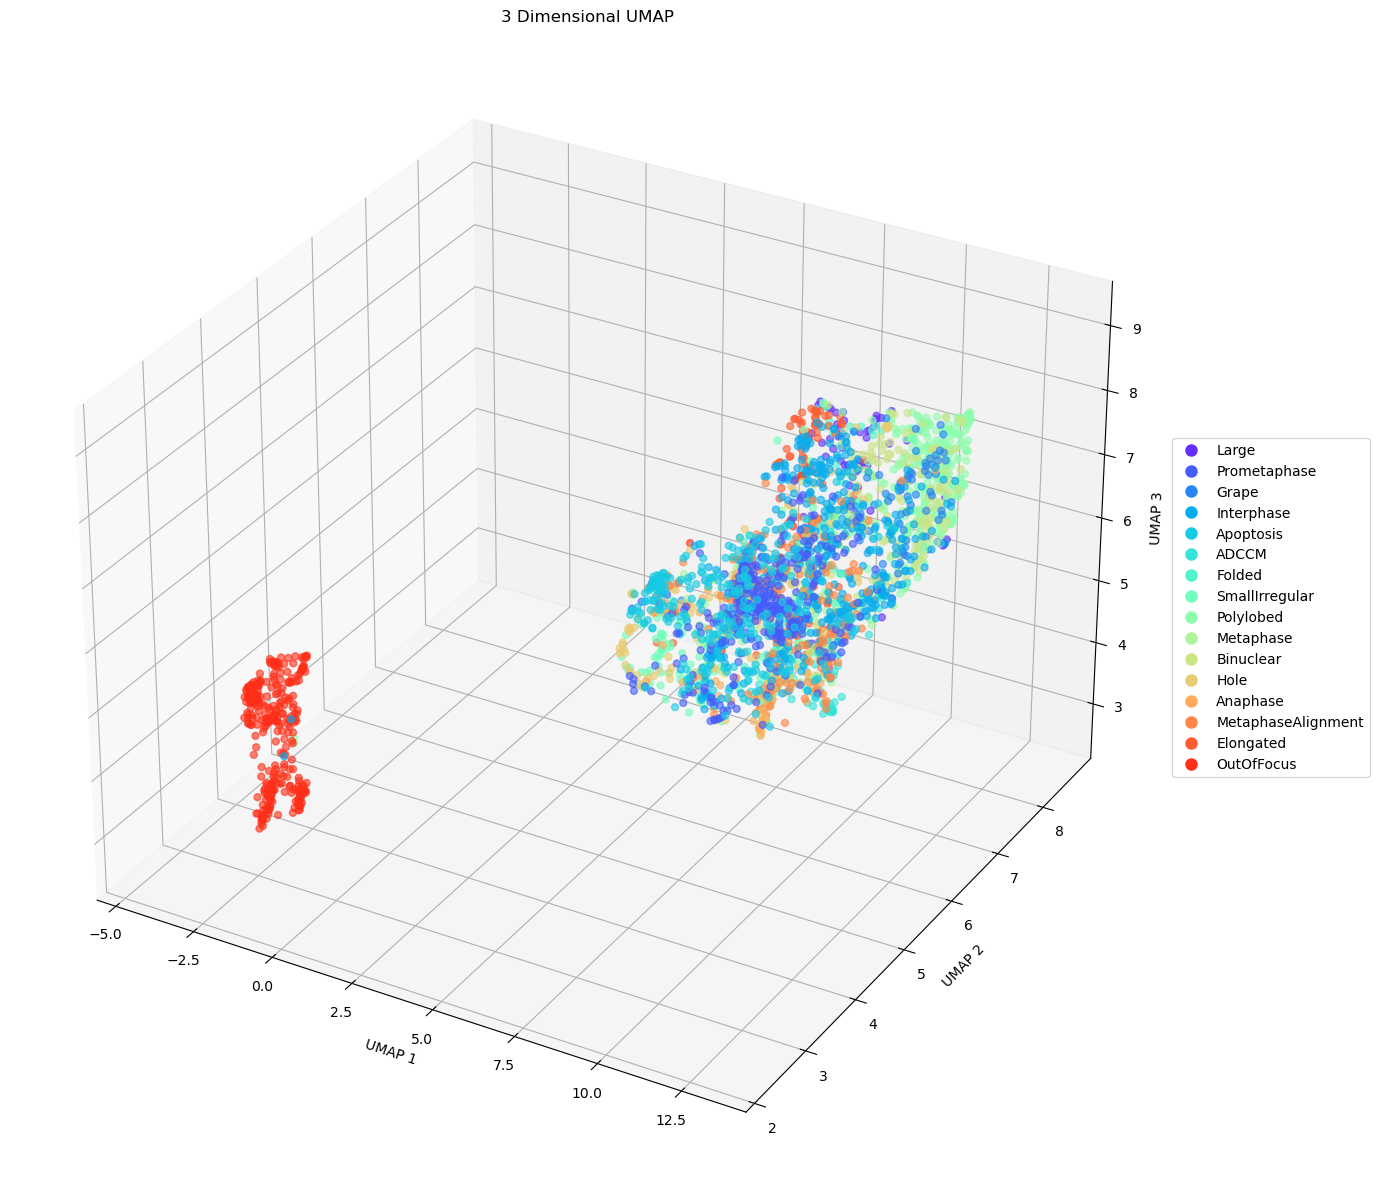 3 Dimensional UMAP
9
8
7
6
5
4
3
UMAP 3
−5.0
−2.5
0.0
2.5
5.0
7.5
10.0
12.5
UMAP 1
2
3
4
5
6
7
8
UMAP 2
Large
Prometaphase
Grape
Interphase
Apoptosis
ADCCM
Folded
SmallIrregular
Polylobed
Metaphase
Binuclear
Hole
Anaphase
MetaphaseAlignment
Elongated
OutOfFocus